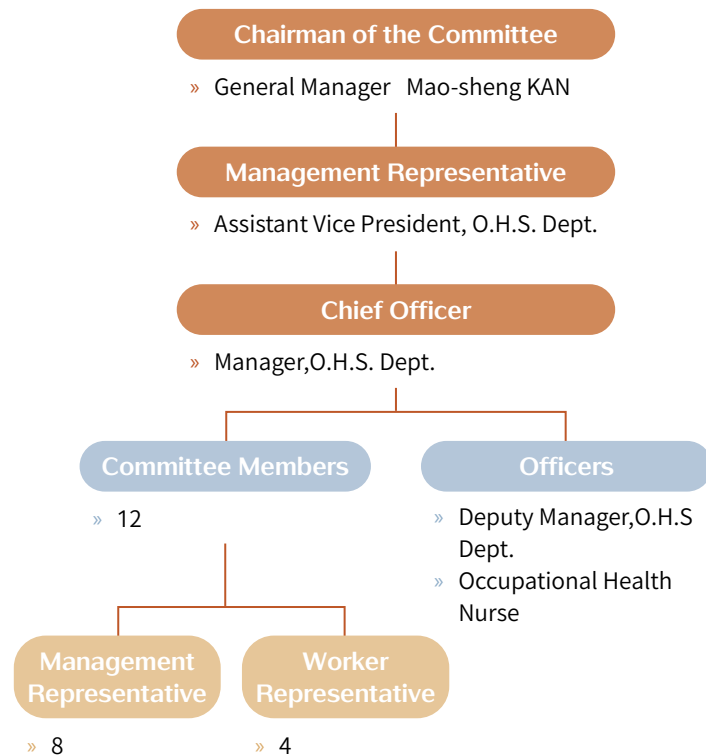 Chairman of the Committee
» General Manager Mao-sheng KAN
Management Representative
» Assistant Vice President, O.H.S. Dept.
Chief Officer
» Manager,O.H.S. Dept.
Committee Members
» 12
Officers
» Deputy Manager,O.H.S
Dept.
» Occupational Health
Nurse
Management
Representative
» 8
Worker
Representative
» 4